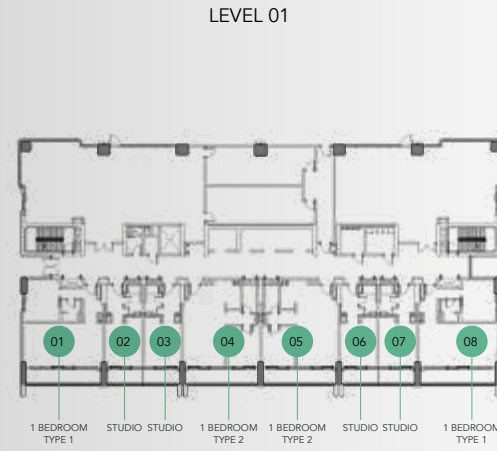 LEVEL 01
01 02 03 04 05 06 07 08
1 BEDROOM STUDIO STUDIO 1 BEDROOM 1 BEDROOM STUDIO STUDIO 1 BEDROOM
TYPE 1 TYPE 2 TYPE 2 TYPE 1